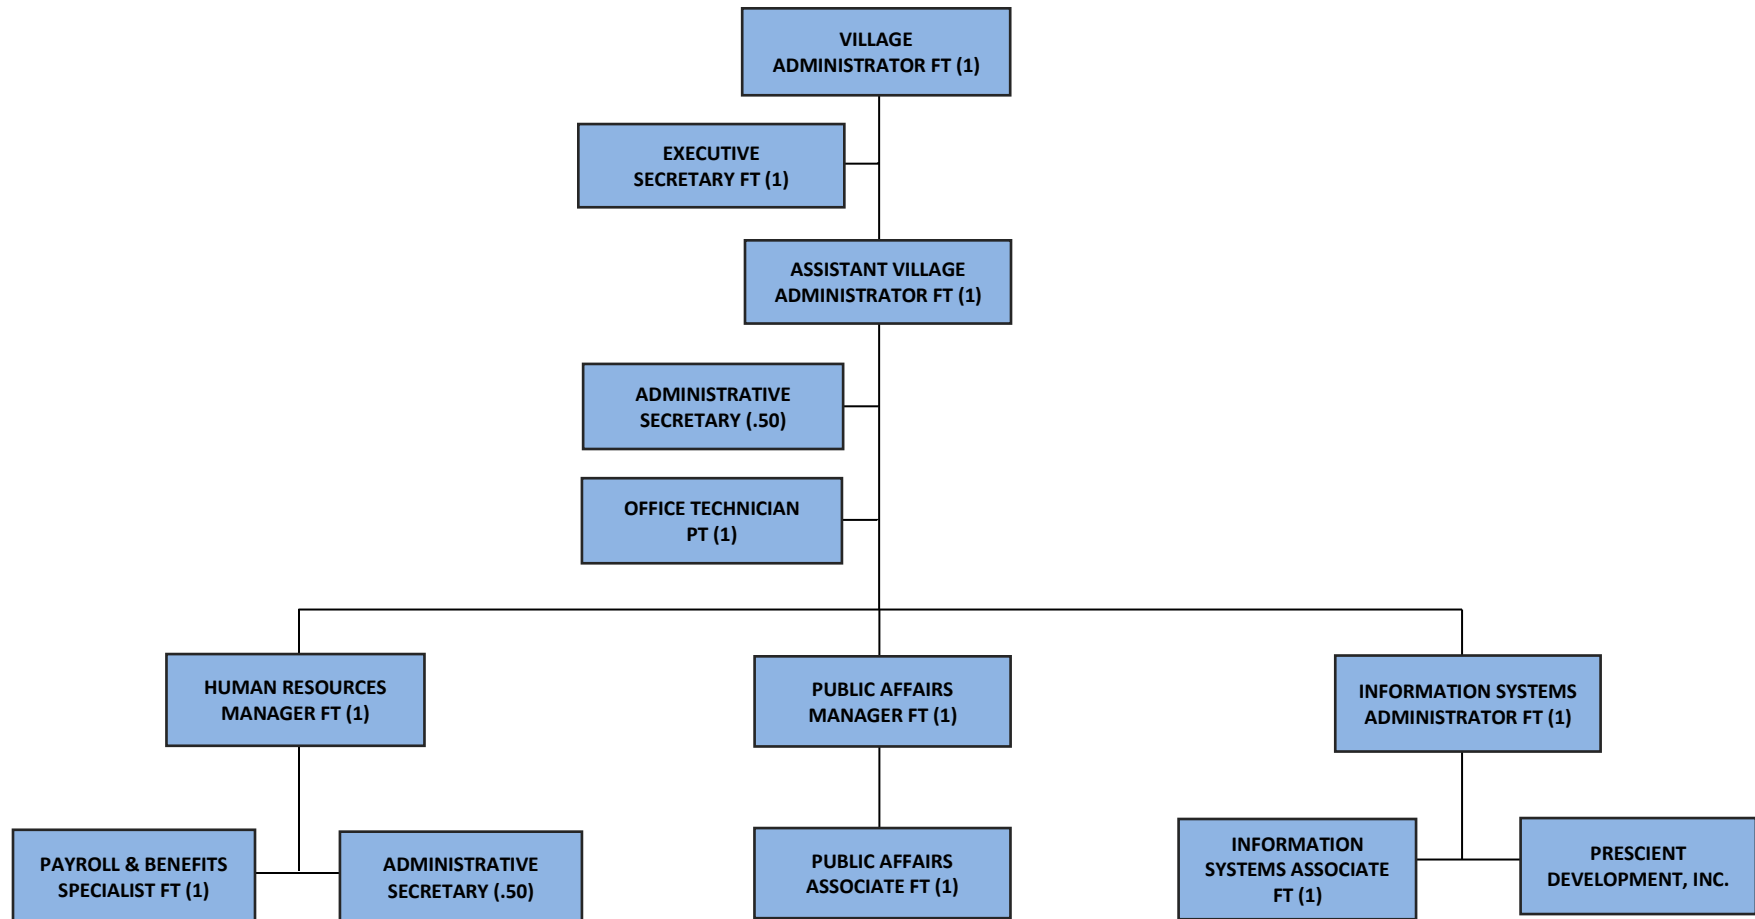 VILLAGE
ADMINISTRATOR FT (1)
EXECUTIVE
SECRETARY FT (1)
ASSISTANT VILLAGE
ADMINISTRATOR FT (1)
ADMINISTRATIVE
SECRETARY (.50)
OFFICE TECHNICIAN
PT (1)
HUMAN RESOURCES
MANAGER FT (1)
PUBLIC AFFAIRS
MANAGER FT (1)
INFORMATION SYSTEMS
ADMINISTRATOR FT (1)
PAYROLL & BENEFITS
SPECIALIST FT (1)
ADMINISTRATIVE
SECRETARY (.50)
PUBLIC AFFAIRS
ASSOCIATE FT (1)
INFORMATION
SYSTEMS ASSOCIATE
FT (1)
PRESCIENT
DEVELOPMENT, INC.